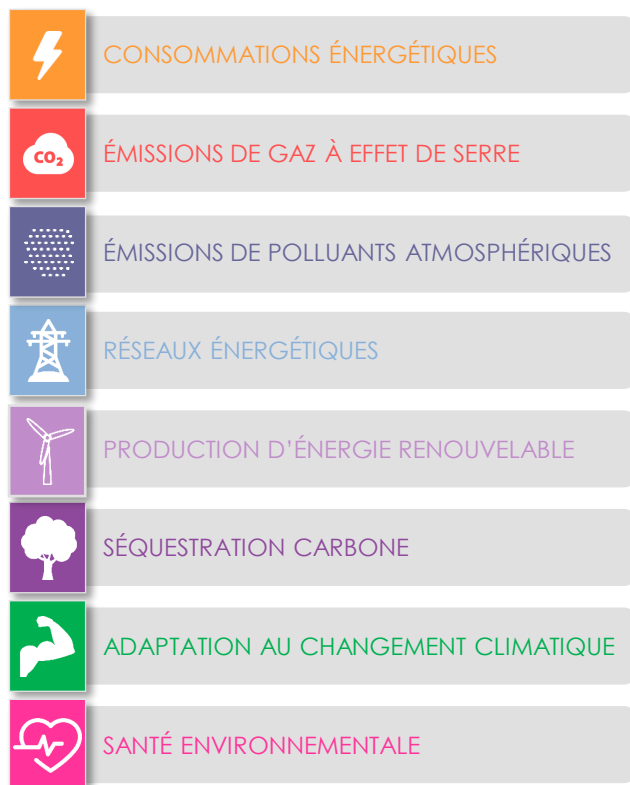 CONSOMMATIONS ÉNERGÉTIQUES
CO₂
ÉMISSIONS DE GAZ À EFFET DE SERRE
ÉMISSIONS DE POLLUANTS ATMOSPHÉRIQUES
RÉSEAUX ÉNERGÉTIQUES
PRODUCTION D’ÉNERGIE RENOUVELABLE
SÉQUESTRATION CARBONE
ADAPTATION AU CHANGEMENT CLIMATIQUE
SANTÉ ENVIRONNEMENTALE